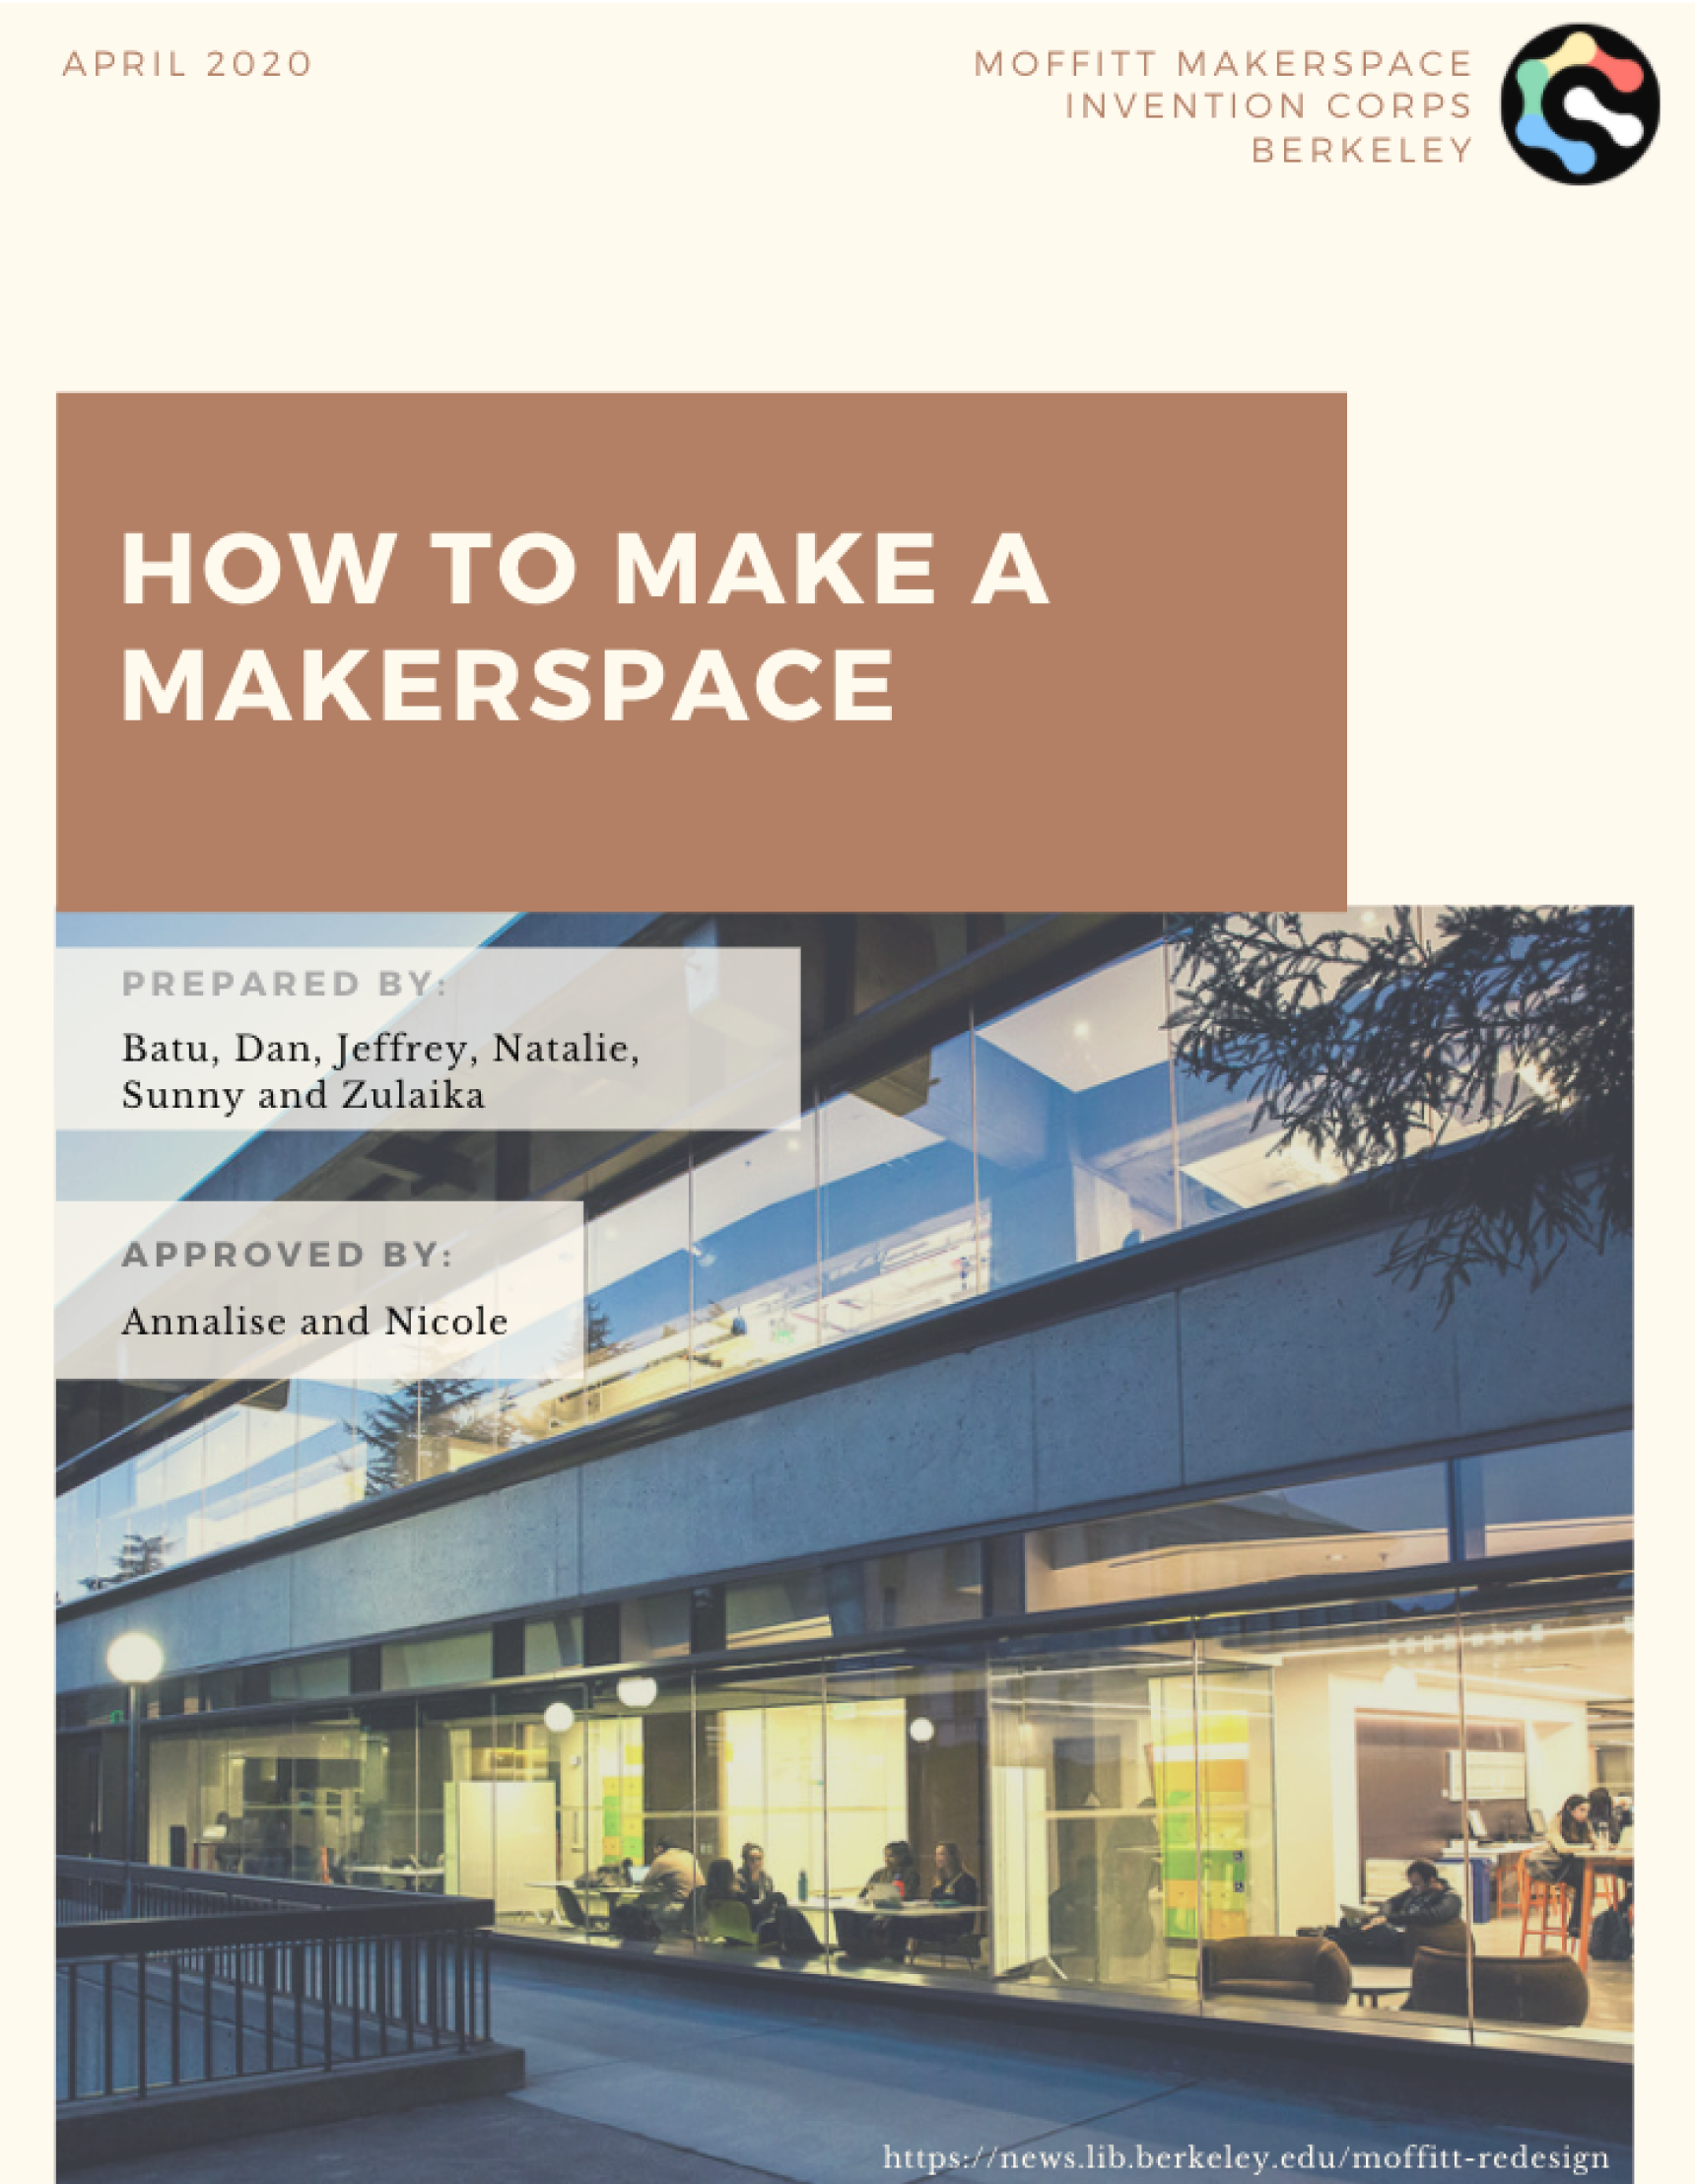 APRIL 2020
MOFFITT MAKERSPACE
INVENTION CORPS
BERKELEY
HOW TO MAKE A
MAKERSPACE
PREPARED BY:
Batu, Dan, Jeffrey, Natalie,
Sunny and Zulaika
APPROVED BY:
Annalise and Nicole
https://news.lib.berkeley.edu/moffitt-redesign